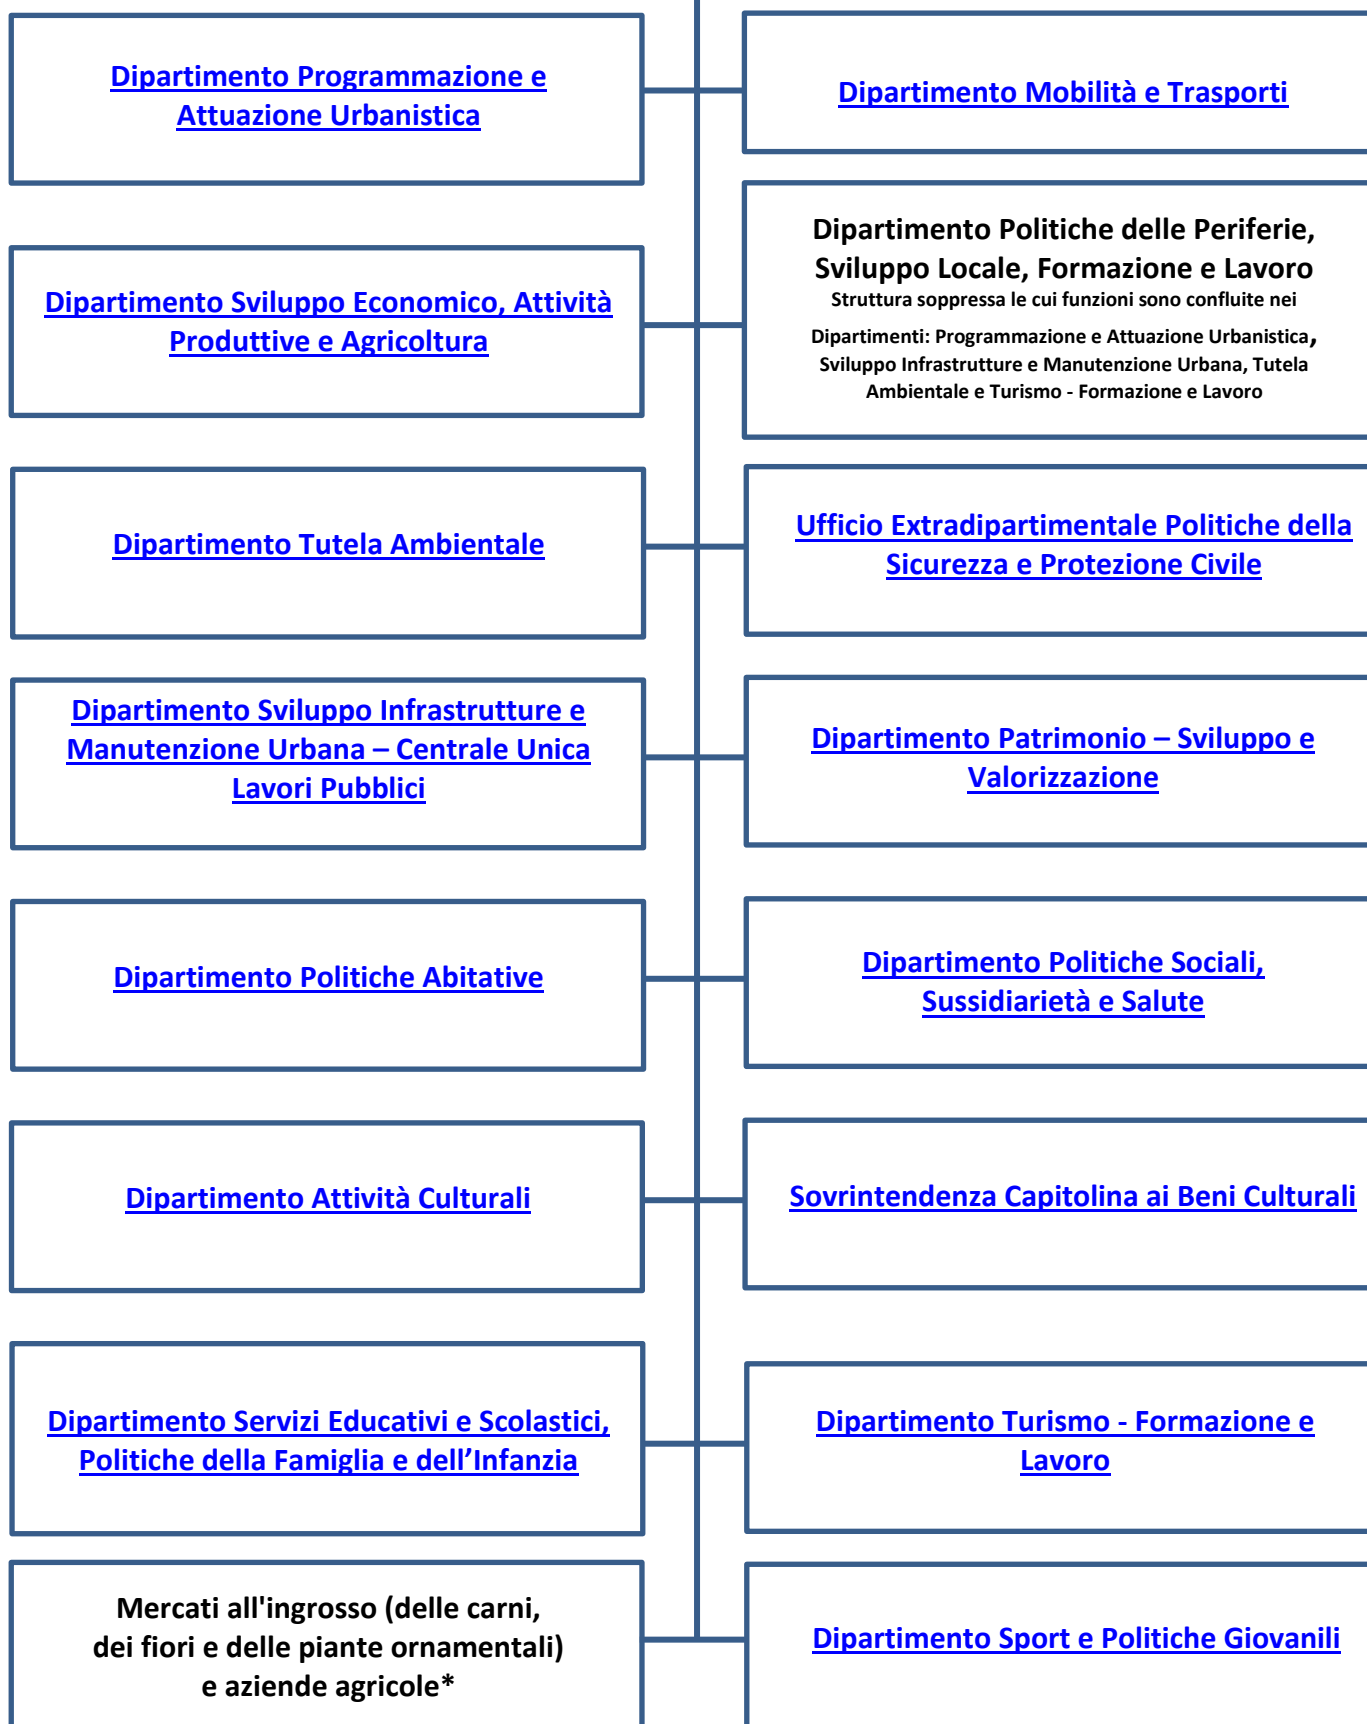 Dipartimento Programmazione e
Attuazione Urbanistica
Dipartimento Mobilità e Trasporti
Dipartimento Sviluppo Economico, Attività
Produttive e Agricoltura
Dipartimento Politiche delle Periferie,
Sviluppo Locale, Formazione e Lavoro
Struttura soppressa le cui funzioni sono confluite nei
Dipartimenti: Programmazione e Attuazione Urbanistica,
Sviluppo Infrastrutture e Manutenzione Urbana, Tutela
Ambientale e Turismo - Formazione e Lavoro
Dipartimento Tutela Ambientale
Ufficio Extradipartimentale Politiche della
Sicurezza e Protezione Civile
Dipartimento Sviluppo Infrastrutture e
Manutenzione Urbana – Centrale Unica
Lavori Pubblici
Dipartimento Patrimonio – Sviluppo e
Valorizzazione
Dipartimento Politiche Abitative
Dipartimento Politiche Sociali,
Sussidiarietà e Salute
Dipartimento Attività Culturali
Sovrintendenza Capitolina ai Beni Culturali
Dipartimento Servizi Educativi e Scolastici,
Politiche della Famiglia e dell’Infanzia
Dipartimento Turismo - Formazione e
Lavoro
Mercati all'ingrosso (delle carni,
dei fiori e delle piante ornamentali)
e aziende agricole*
Dipartimento Sport e Politiche Giovanili